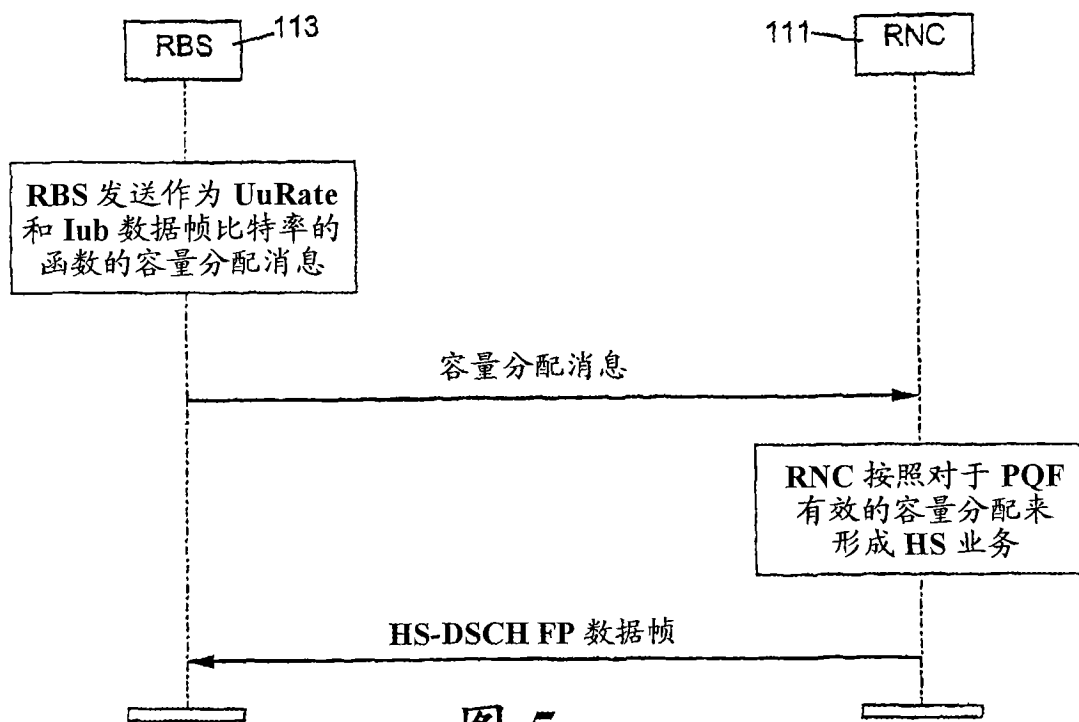 RBS 113
111 RNC
RBS 发送作为 UuRate
和 Iub 数据帧比特率的
函数的容量分配消息
容量分配消息
RNC 按照对于 PQF
有效的容量分配来
形成 HS 业务
HS-DSCH FP 数据帧
图